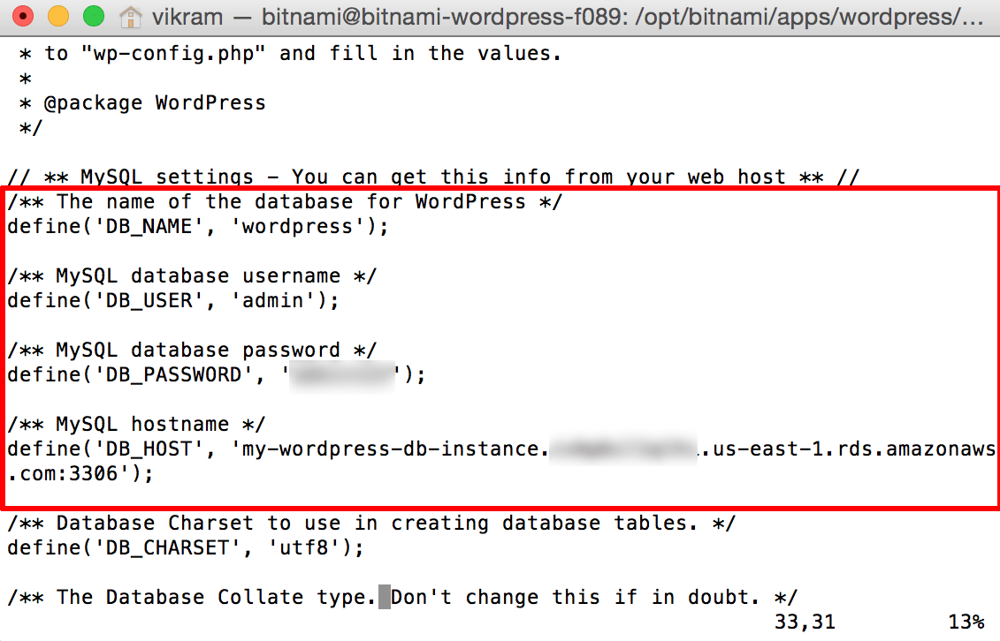 vikram — bitnami@bitnami-wordpress-f089: /opt/bitnami/apps/wordpress/...
 * to "wp-config.php" and fill in the values.
 *
 * @package WordPress
 */
// ** MySQL settings - You can get this info from your web host ** //
/** The name of the database for WordPress */
define('DB_NAME', 'wordpress');
/** MySQL database username */
define('DB_USER', 'admin');
/** MySQL database password */
define('DB_PASSWORD', '');
/** MySQL hostname */
define('DB_HOST', 'my-wordpress-db-instance..us-east-1.rds.amazonaws
.com:3306');
/** Database Charset to use in creating database tables. */
define('DB_CHARSET', 'utf8');
/** The Database Collate type. Don't change this if in doubt. */
33,31 13%